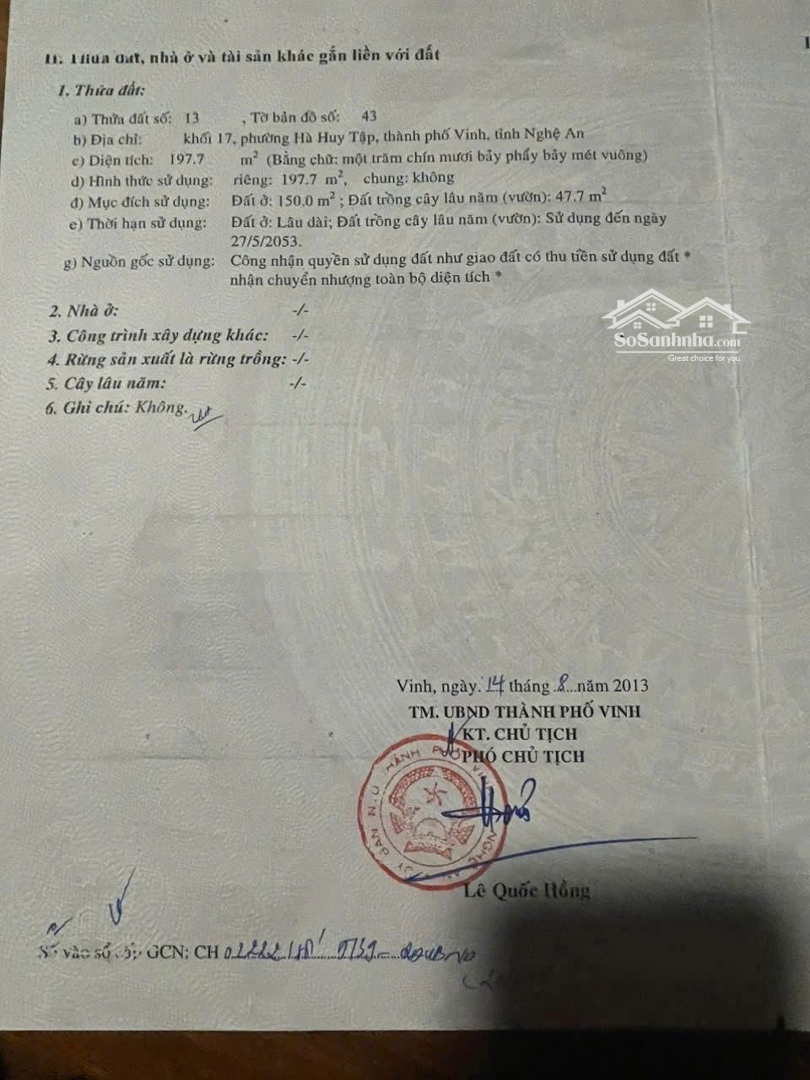 II. Thửa đất, nhà ở và tài sản khác gắn liền với đất
1. Thửa đất:
a) Thửa đất số: 13 , Tờ bản đồ số: 43
b) Địa chỉ: khối 17, phường Hà Huy Tập, thành phố Vinh, tỉnh Nghệ An
c) Diện tích: 197.7 m² (Bằng chữ: một trăm chín mươi bảy phẩy bảy mét vuông)
d) Hình thức sử dụng: riêng: 197.7 m², chung: không
đ) Mục đích sử dụng: Đất ở: 150.0 m² ; Đất trồng cây lâu năm (vườn): 47.7 m²
e) Thời hạn sử dụng: Đất ở: Lâu dài; Đất trồng cây lâu năm (vườn): Sử dụng đến ngày
27/5/2053.
g) Nguồn gốc sử dụng: Công nhận quyền sử dụng đất như giao đất có thu tiền sử dụng đất *
nhận chuyển nhượng toàn bộ diện tích *
2. Nhà ở: -/-
3. Công trình xây dựng khác: -/-
4. Rừng sản xuất là rừng trồng: -/-
5. Cây lâu năm: -/-
6. Ghi chú: Không.
SoSanhnha.com
Great choice for you
Vinh, ngày 14 tháng 8 năm 2013
TM. UBND THÀNH PHỐ VINH
KT. CHỦ TỊCH
PHÓ CHỦ TỊCH
Lê Quốc Hồng
Số vào sổ cấp GCN: CH 02222